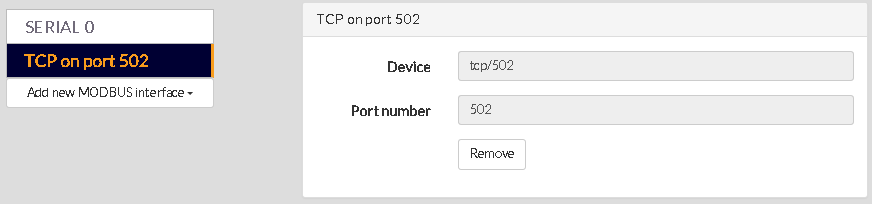 SERIAL 0
TCP on port 502
Add new MODBUS interface
TCP on port 502
Device
tcp/502
Port number
502
Remove